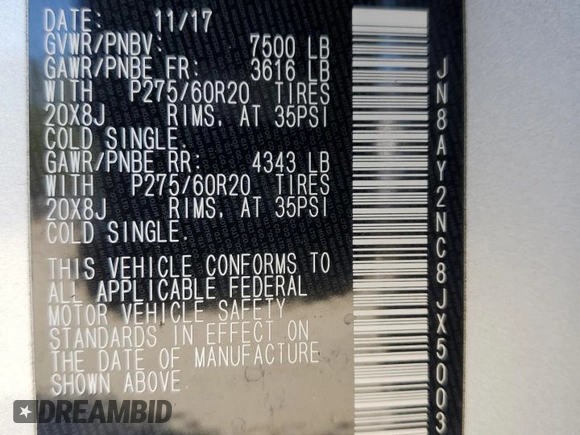 DATE: 11/17
GVWR/PNBV: 7500 LB
GAWR/PNBE FR: 3616 LB
WITH P275/60R20 TIRES
20X8J RIMS, AT 35PSI
COLD SINGLE.
GAWR/PNBE RR: 4343 LB
WITH P275/60R20 TIRES
20X8J RIMS, AT 35PSI
COLD SINGLE.
THIS VEHICLE CONFORMS TO
ALL APPLICABLE FEDERAL
MOTOR VEHICLE SAFETY
STANDARDS IN EFFECT ON
THE DATE OF MANUFACTURE
SHOWN ABOVE.
JN8AY2NC8JX5003
DREAMBID